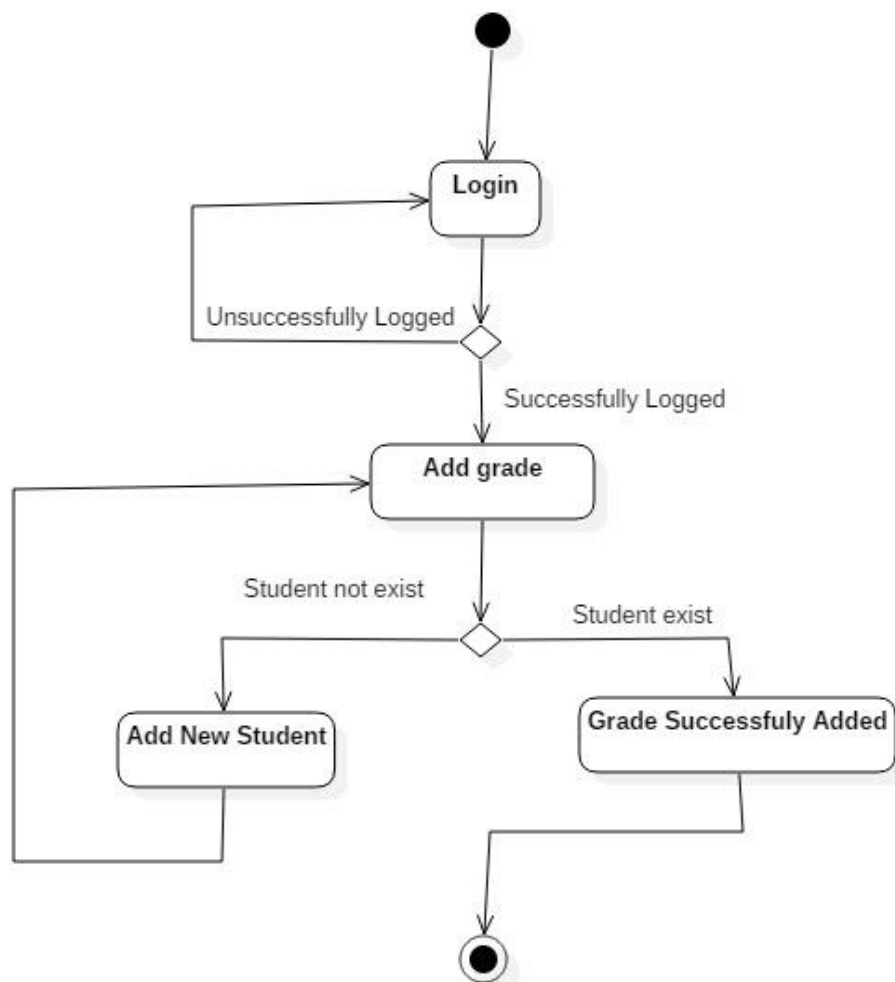 Login
Unsuccessfully Logged
Successfully Logged
Add grade
Student not exist
Student exist
Add New Student
Grade Successfuly Added